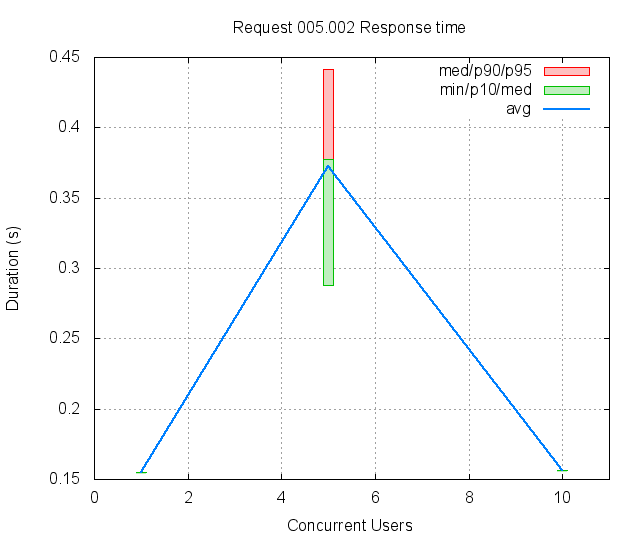 Request 005.002 Response time
0.45
0.4
0.35
0.3
0.25
0.2
0.15
0 2 4 6 8 10
Duration (s)
Concurrent Users
med/p90/p95
min/p10/med
avg